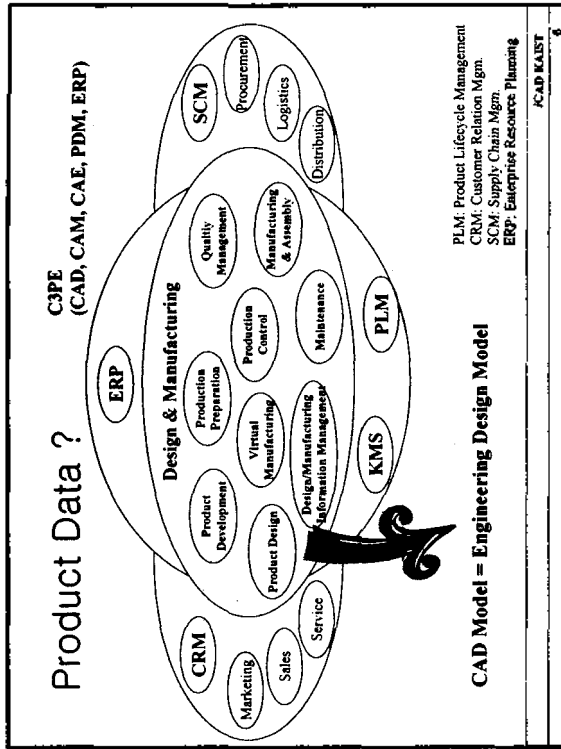 Product Data ?
C3PE
(CAD, CAM, CAE, PDM, ERP)
ERP
CRM
Marketing
Sales
Service
Design & Manufacturing
Product
Development
Production
Preparation
Quality
Management
Product Design
Virtual
Manufacturing
Production
Control
Manufacturing
& Assembly
Design/Manufacturing
Information Management
Maintenance
SCM
Procurement
Logistics
Distribution
KMS
PLM
CAD Model = Engineering Design Model
PLM: Product Lifecycle Management
CRM: Customer Relation Mgm.
SCM: Supply Chain Mgm.
ERP: Enterprise Resource Planning
iCAD KAIST
6